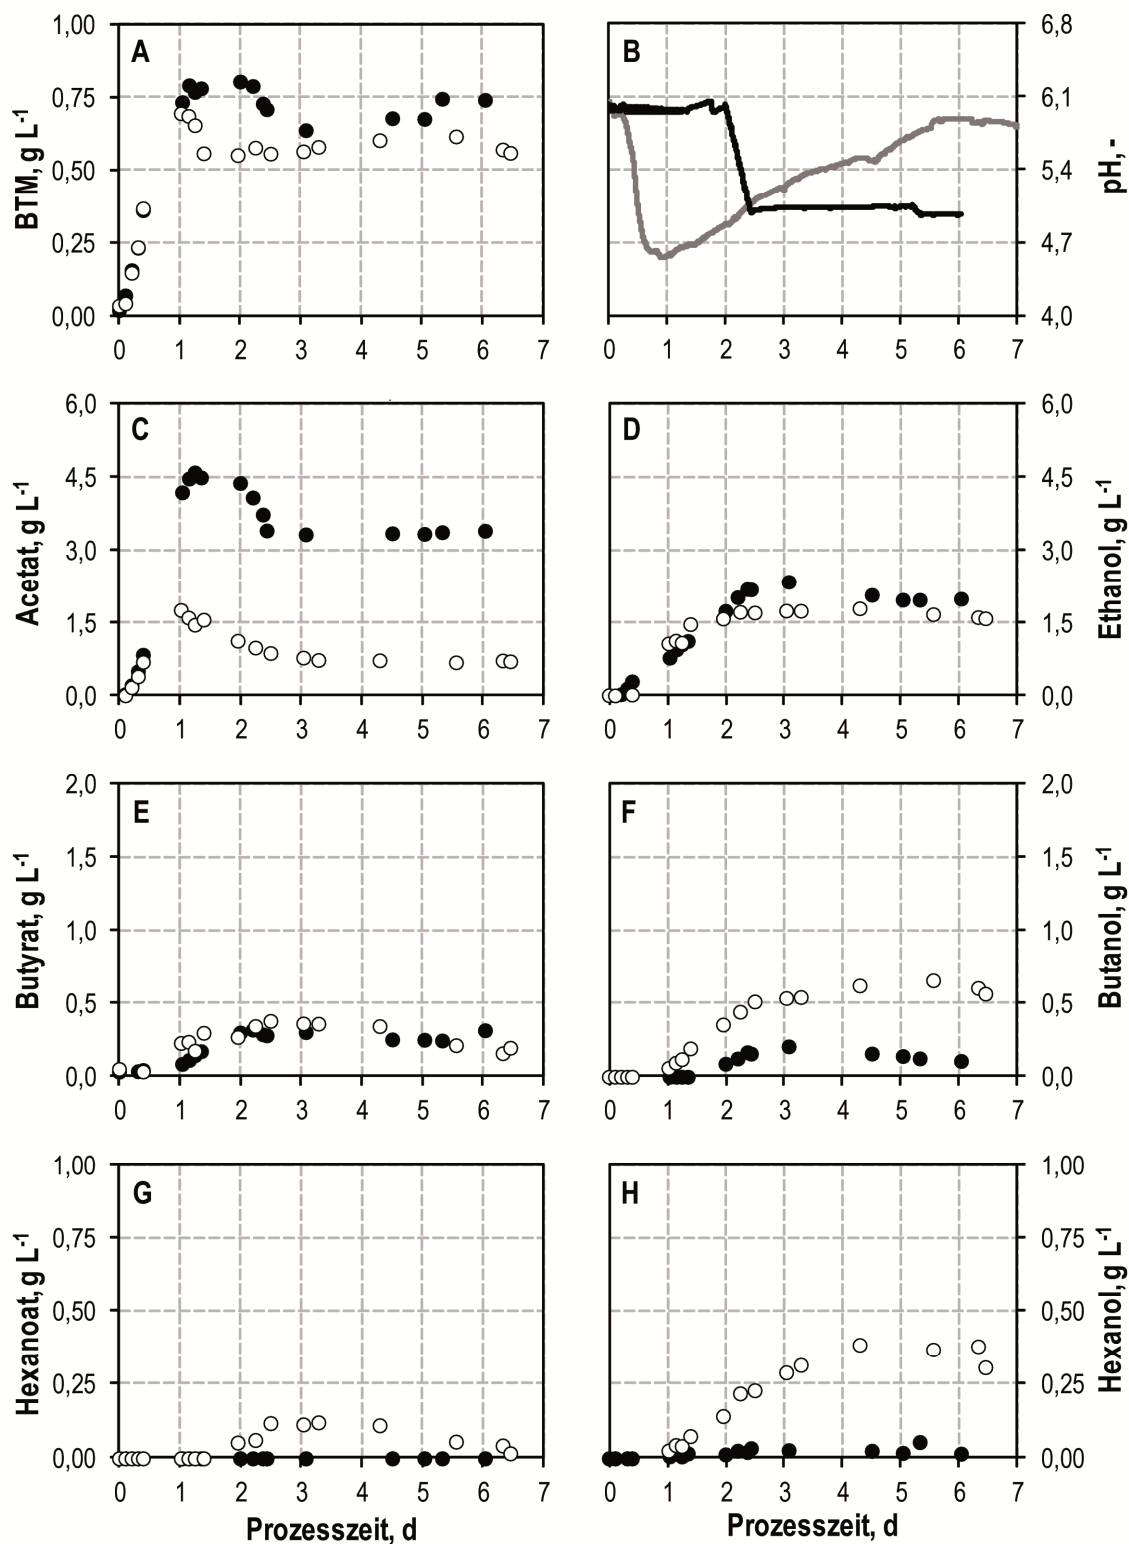 1,00
0,75
0,50
0,25
0,00
BTM, g L-1
A
0 1 2 3 4 5 6 7
B
6,8
6,1
5,4
4,7
4,0
pH, -
0 1 2 3 4 5 6 7
6,0
4,5
3,0
1,5
0,0
Acetat, g L-1
C
0 1 2 3 4 5 6 7
D
6,0
4,5
3,0
1,5
0,0
Ethanol, g L-1
0 1 2 3 4 5 6 7
2,0
1,5
1,0
0,5
0,0
Butyrat, g L-1
E
0 1 2 3 4 5 6 7
F
2,0
1,5
1,0
0,5
0,0
Butanol, g L-1
0 1 2 3 4 5 6 7
1,00
0,75
0,50
0,25
0,00
Hexanoat, g L-1
G
0 1 2 3 4 5 6 7
Prozesszeit, d
H
1,00
0,75
0,50
0,25
0,00
Hexanol, g L-1
0 1 2 3 4 5 6 7
Prozesszeit, d